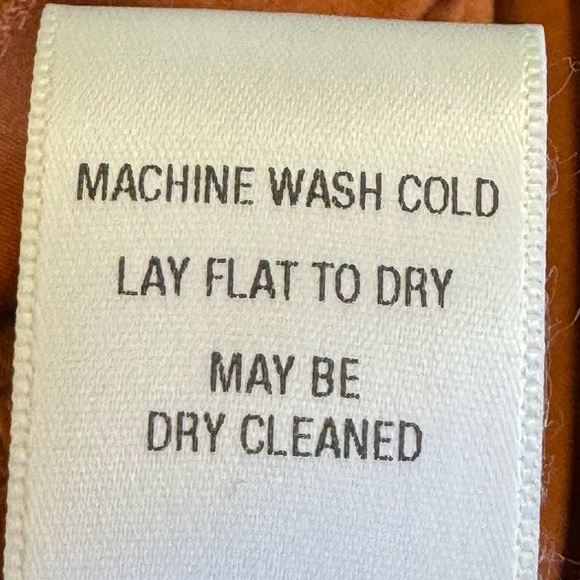 MACHINE WASH COLD
LAY FLAT TO DRY
MAY BE
DRY CLEANED